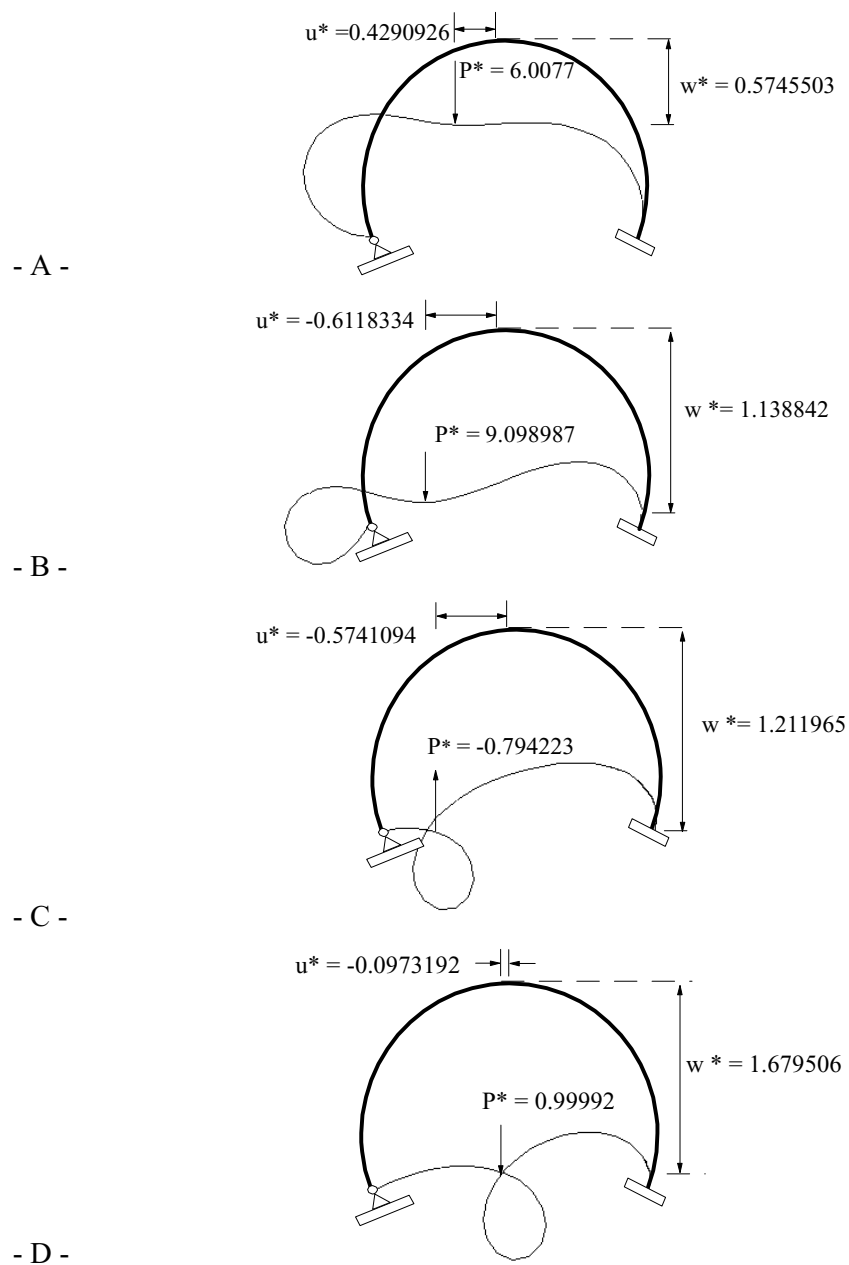 u* =0.4290926
P* = 6.0077
w* = 0.5745503
- A -
u* = -0.6118334
w *= 1.138842
P* = 9.098987
- B -
u* = -0.5741094
w *= 1.211965
P* = -0.794223
- C -
u* = -0.0973192
w * = 1.679506
P* = 0.99992
- D -